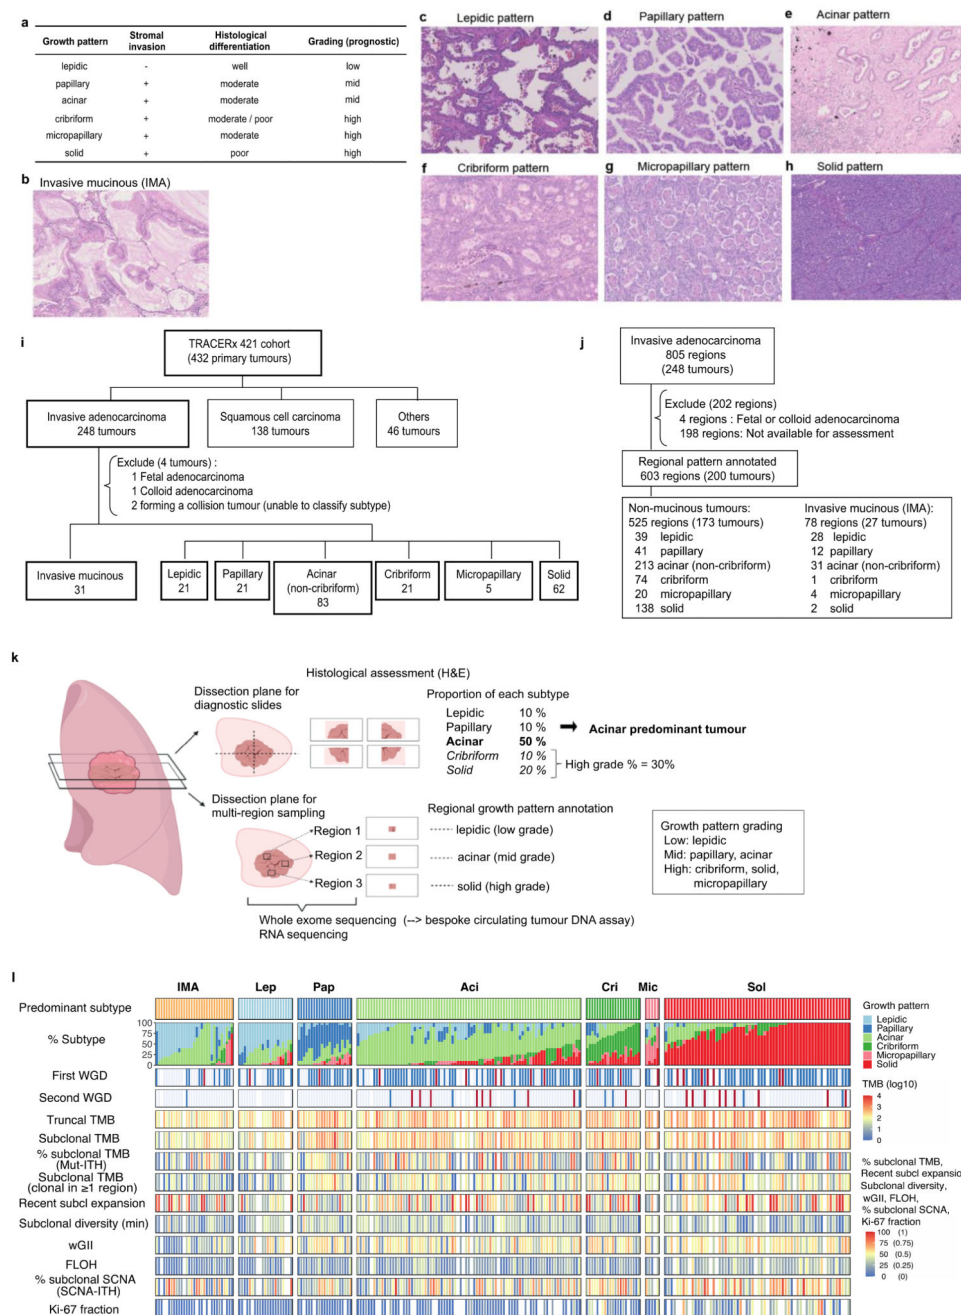 a
Growth pattern Stromal invasion Histological differentiation Grading (prognostic)
lepidic - well low
papillary + moderate mid
acinar + moderate mid
cribriform + moderate / poor high
micropapillary + moderate high
solid + poor high
b Invasive mucinous (IMA)
c Lepidic pattern
d Papillary pattern
e Acinar pattern
f Cribriform pattern
g Micropapillary pattern
h Solid pattern
i
TRACERx 421 cohort
(432 primary tumours)
Invasive adenocarcinoma
248 tumours
Squamous cell carcinoma
138 tumours
Others
46 tumours
Exclude (4 tumours) :
1 Fetal adenocarcinoma
1 Colloid adenocarcinoma
2 forming a collision tumour (unable to classify subtype)
Invasive mucinous
31
Lepidic
21
Papillary
21
Acinar
(non-cribriform)
83
Cribriform
21
Micropapillary
5
Solid
62
j
Invasive adenocarcinoma
805 regions
(248 tumours)
Exclude (202 regions)
4 regions : Fetal or colloid adenocarcinoma
198 regions: Not available for assessment
Regional pattern annotated
603 regions (200 tumours)
Non-mucinous tumours:
525 regions (173 tumours)
39 lepidic
41 papillary
213 acinar (non-cribriform)
74 cribriform
20 micropapillary
138 solid
Invasive mucinous (IMA):
78 regions (27 tumours)
28 lepidic
12 papillary
31 acinar (non-cribriform)
1 cribriform
4 micropapillary
2 solid
k
Histological assessment (H&E)
Dissection plane for
diagnostic slides
Proportion of each subtype
Lepidic 10 %
Papillary 10 %
Acinar 50 %
Cribriform 10 %
Solid 20 %
High grade % = 30%
Acinar predominant tumour
Dissection plane for
multi-region sampling
Regional growth pattern annotation
Region 1 lepidic (low grade)
Region 2 acinar (mid grade)
Region 3 solid (high grade)
Whole exome sequencing (--> bespoke circulating tumour DNA assay)
RNA sequencing
Growth pattern grading
Low: lepidic
Mid: papillary, acinar
High: cribriform, solid,
micropapillary
l
IMA Lep Pap Aci Cri Mic Sol
Predominant subtype
% Subtype
100
75
50
25
0
First WGD
Second WGD
Truncal TMB
Subclonal TMB
% subclonal TMB
(Mut-ITH)
Subclonal TMB
(clonal in ≥1 region)
Recent subcl expansion
Subclonal diversity (min)
wGII
FLOH
% subclonal SCNA
(SCNA-ITH)
Ki-67 fraction
Growth pattern
Lepidic
Papillary
Acinar
Cribriform
Micropapillary
Solid
TMB (log10)
4
3
2
1
0
% subclonal TMB,
Recent subcl expansion
Subclonal diversity,
wGII, FLOH,
% subclonal SCNA,
Ki-67 fraction
100 (1)
75 (0.75)
50 (0.5)
25 (0.25)
0 (0)